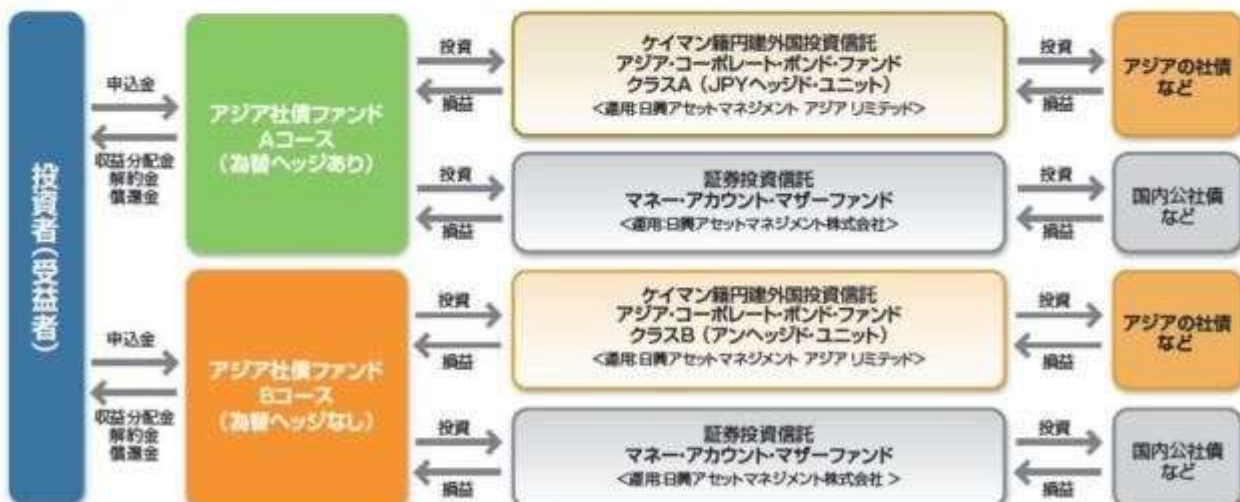 投資者(受益者)
申込金
収益分配金
解約金
償還金
アジア社債ファンド
Aコース
(為替ヘッジあり)
投資
損益
ケイマン籍円建外国投資信託
アジア・コーポレート・ボンド・ファンド
クラスA(JPYヘッジド・ユニット)
<運用:日興アセットマネジメント アジア リミテッド>
投資
損益
アジアの社債
など
投資
損益
証券投資信託
マネー・アカウント・マザーファンド
<運用:日興アセットマネジメント株式会社>
投資
損益
国内公社債
など
申込金
収益分配金
解約金
償還金
アジア社債ファンド
Bコース
(為替ヘッジなし)
投資
損益
ケイマン籍円建外国投資信託
アジア・コーポレート・ボンド・ファンド
クラスB(アンヘッジド・ユニット)
<運用:日興アセットマネジメント アジア リミテッド>
投資
損益
アジアの社債
など
投資
損益
証券投資信託
マネー・アカウント・マザーファンド
<運用:日興アセットマネジメント株式会社 >
投資
損益
国内公社債
など